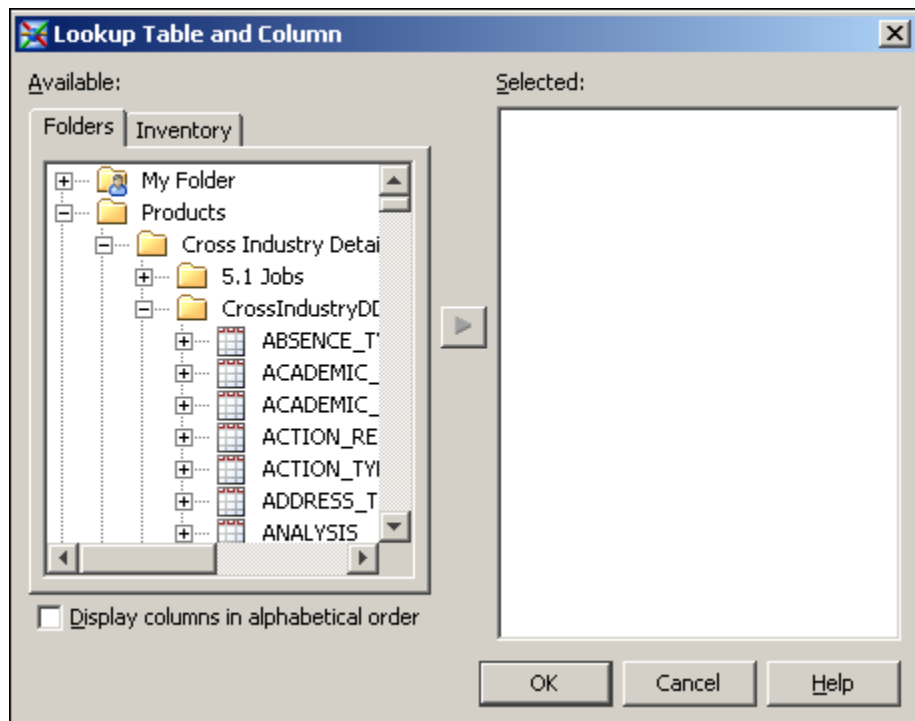 Lookup Table and Column
Available:
Selected:
Folders
Inventory
My Folder
Products
Cross Industry Detai
5.1 Jobs
CrossIndustryDD
ABSENCE_T
ACADEMIC_
ACADEMIC_
ACTION_RE
ACTION_TY
ADDRESS_T
ANALYSIS
Display columns in alphabetical order
OK
Cancel
Help